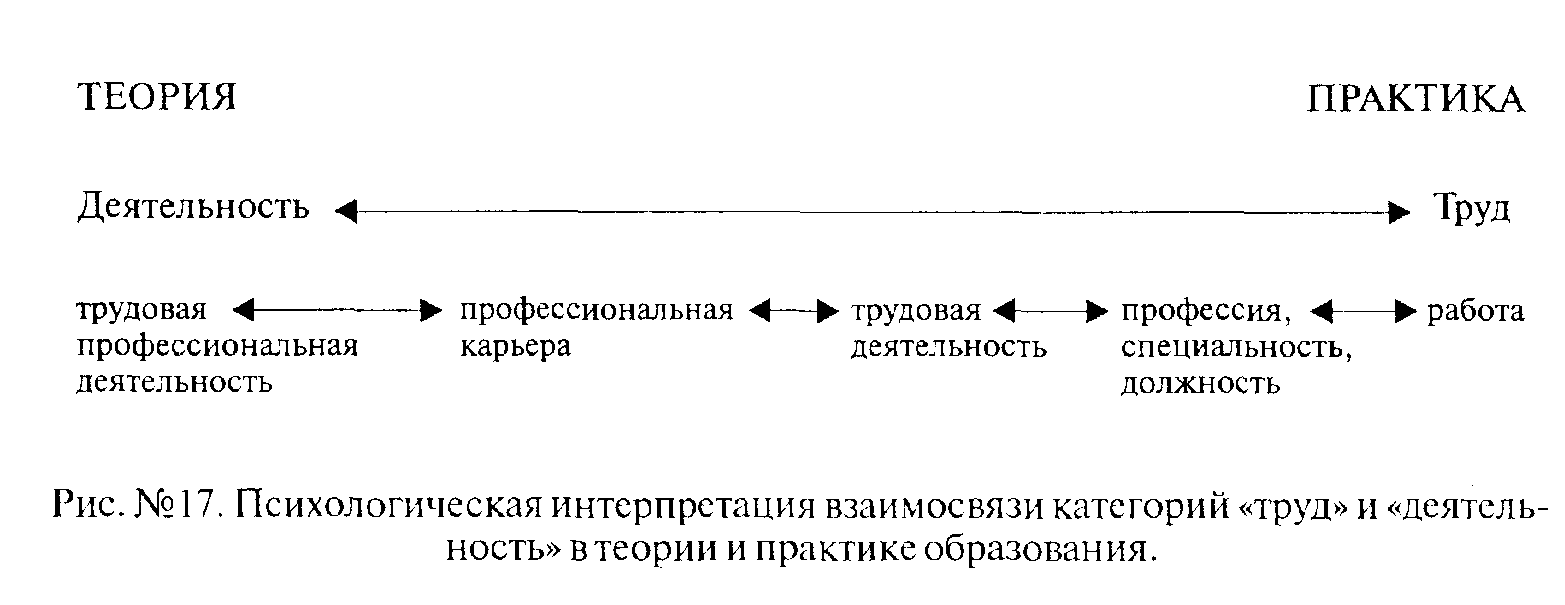 ТЕОРИЯ ПРАКТИКА
Деятельность Труд
трудовая профессиональная трудовая профессия, работа
профессиональная карьера деятельность специальность,
деятельность должность
Рис. №17. Психологическая интерпретация взаимосвязи категорий «труд» и «деятель-
ность» в теории и практике образования.